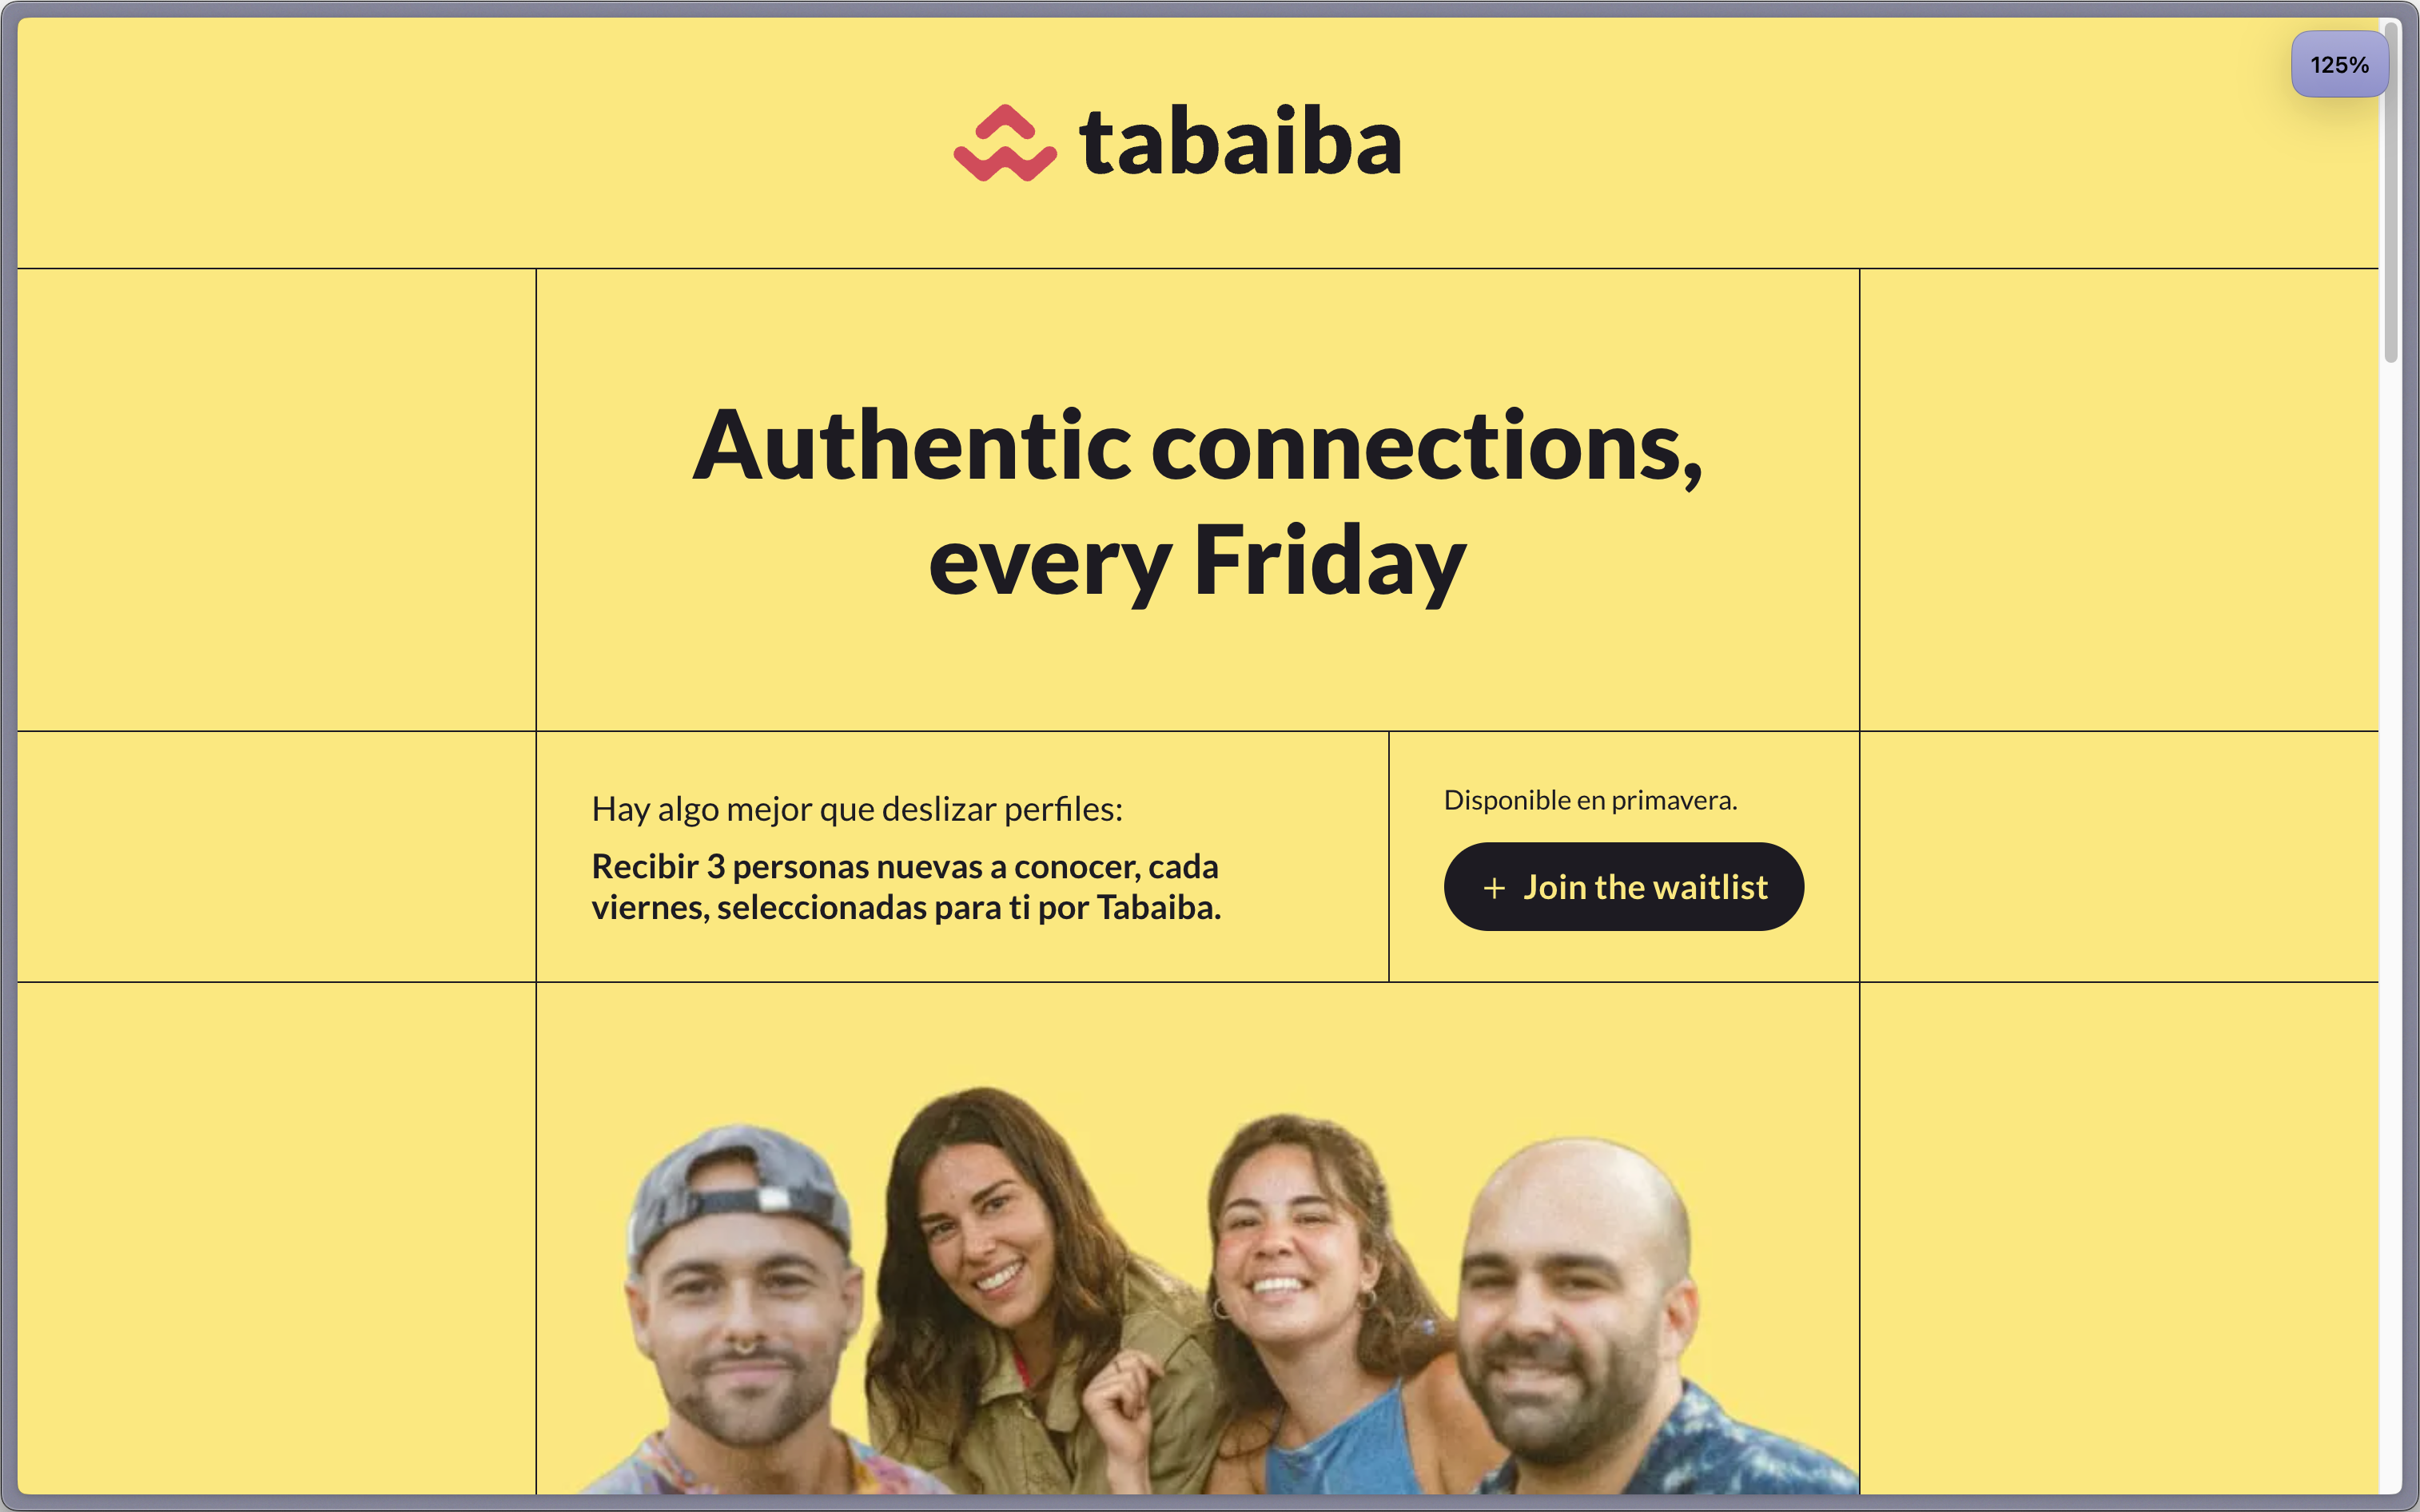 125%
tabaiba
Authentic connections,
every Friday
Hay algo mejor que deslizar perfiles:
Recibir 3 personas nuevas a conocer, cada
viernes, seleccionadas para ti por Tabaiba.
Disponible en primavera.
+ Join the waitlist